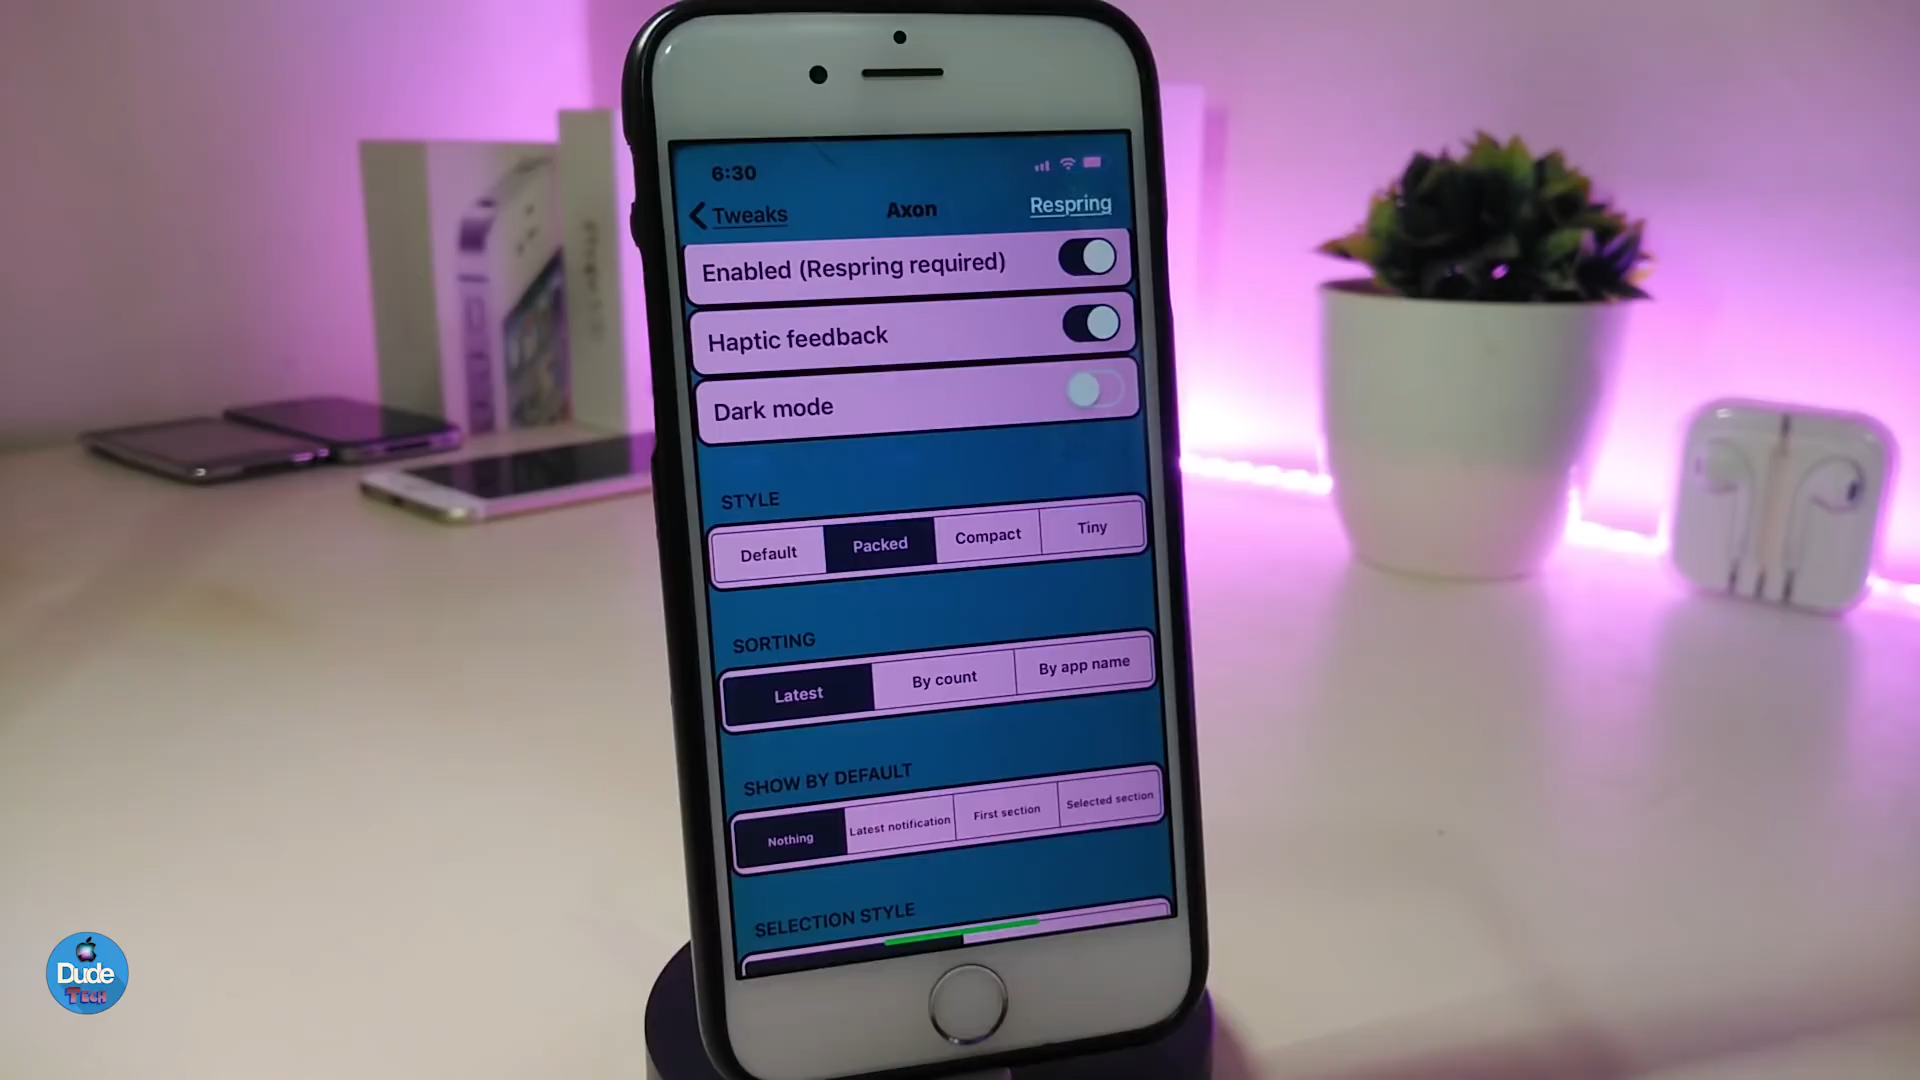 6:30
Tweaks
Axon
Respring
Enabled (Respring required)
Haptic feedback
Dark mode
STYLE
Default
Packed
Compact
Tiny
SORTING
Latest
By count
By app name
SHOW BY DEFAULT
Nothing
Latest notification
First section
Selected section
SELECTION STYLE
Dude
TECH